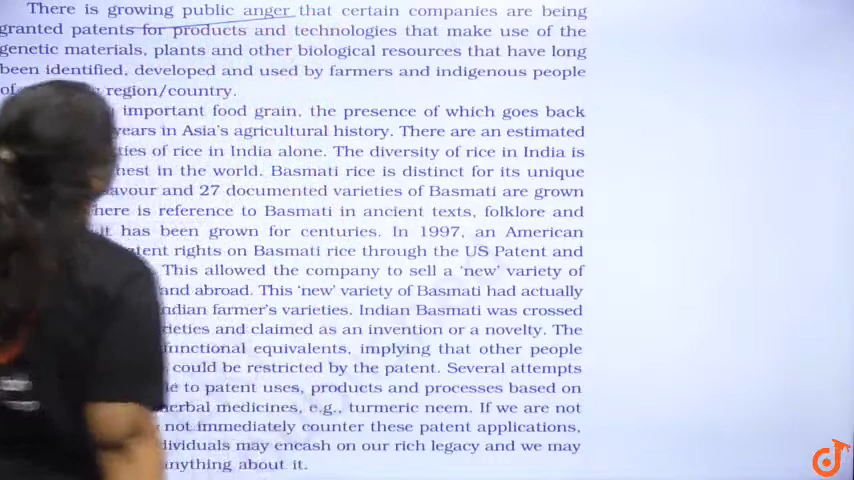 There is growing public anger that certain companies are being
granted patents for products and technologies that make use of the
genetic materials, plants and other biological resources that have long
been identified, developed and used by farmers and indigenous people
of region/country.
important food grain, the presence of which goes back
years in Asia's agricultural history. There are an estimated
of rice in India alone. The diversity of rice in India is
in the world. Basmati rice is distinct for its unique
and 27 documented varieties of Basmati are grown
here is reference to Basmati in ancient texts, folklore and
it has been grown for centuries. In 1997, an American
rights on Basmati rice through the US Patent and
This allowed the company to sell a 'new' variety of
and abroad. This 'new' variety of Basmati had actually
farmer's varieties. Indian Basmati was crossed
and claimed as an invention or a novelty. The
functional equivalents, implying that other people
could be restricted by the patent. Several attempts
to patent uses, products and processes based on
herbal medicines, e.g., turmeric neem. If we are not
not immediately counter these patent applications,
may encash on our rich legacy and we may
anything about it.